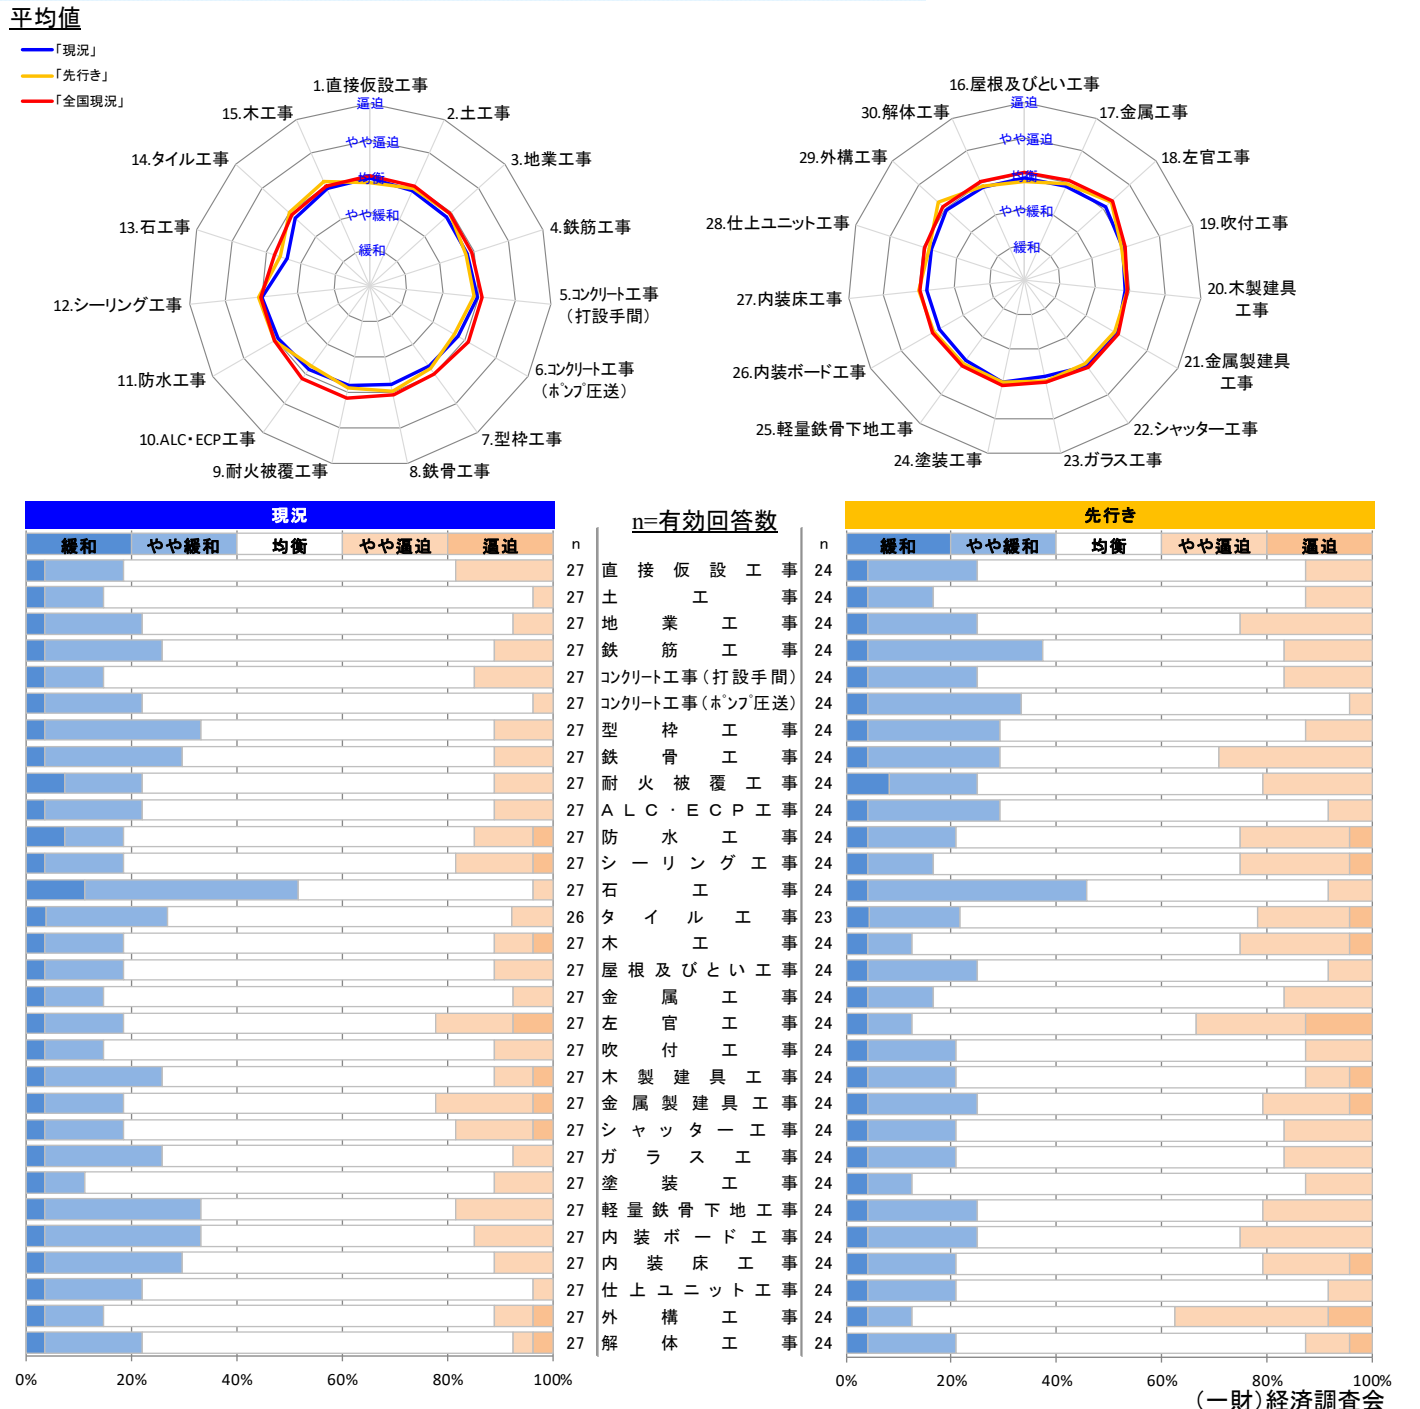 平均値
「現況」
「先行き」
「全国現況」
1.直接仮設工事
2.土工事
3.地業工事
4.鉄筋工事
5.コンクリート工事
(打設手間)
6.コンクリート工事
(ポンプ圧送)
7.型枠工事
8.鉄骨工事
9.耐火被覆工事
10.ALC・ECP工事
11.防水工事
12.シーリング工事
13.石工事
14.タイル工事
15.木工事
逼迫
やや逼迫
均衡
やや緩和
緩和
16.屋根及びとい工事
17.金属工事
18.左官工事
19.吹付工事
20.木製建具
工事
21.金属製建具
工事
22.シャッター工事
23.ガラス工事
24.塗装工事
25.軽量鉄骨下地工事
26.内装ボード工事
27.内装床工事
28.仕上ユニット工事
29.外構工事
30.解体工事
逼迫
やや逼迫
均衡
やや緩和
緩和
現況 n=有効回答数 先行き
緩和 やや緩和 均衡 やや逼迫 逼迫 n n 緩和 やや緩和 均衡 やや逼迫 逼迫
27 直接仮設工事 24
27 土工事 24
27 地業工事 24
27 鉄筋工事 24
27 コンクリート工事(打設手間) 24
27 コンクリート工事(ポンプ圧送) 24
27 型枠工事 24
27 鉄骨工事 24
27 耐火被覆工事 24
27 ALC・ECP工事 24
27 防水工事 24
27 シーリング工事 24
27 石工事 24
26 タイル工事 23
27 木工事 24
27 屋根及びとい工事 24
27 金属工事 24
27 左官工事 24
27 吹付工事 24
27 木製建具工事 24
27 金属製建具工事 24
27 シャッター工事 24
27 ガラス工事 24
27 塗装工事 24
27 軽量鉄骨下地工事 24
27 内装ボード工事 24
27 内装床工事 24
27 仕上ユニット工事 24
27 外構工事 24
27 解体工事 24
0% 20% 40% 60% 80% 100% 0% 20% 40% 60% 80% 100%
(一財)経済調査会